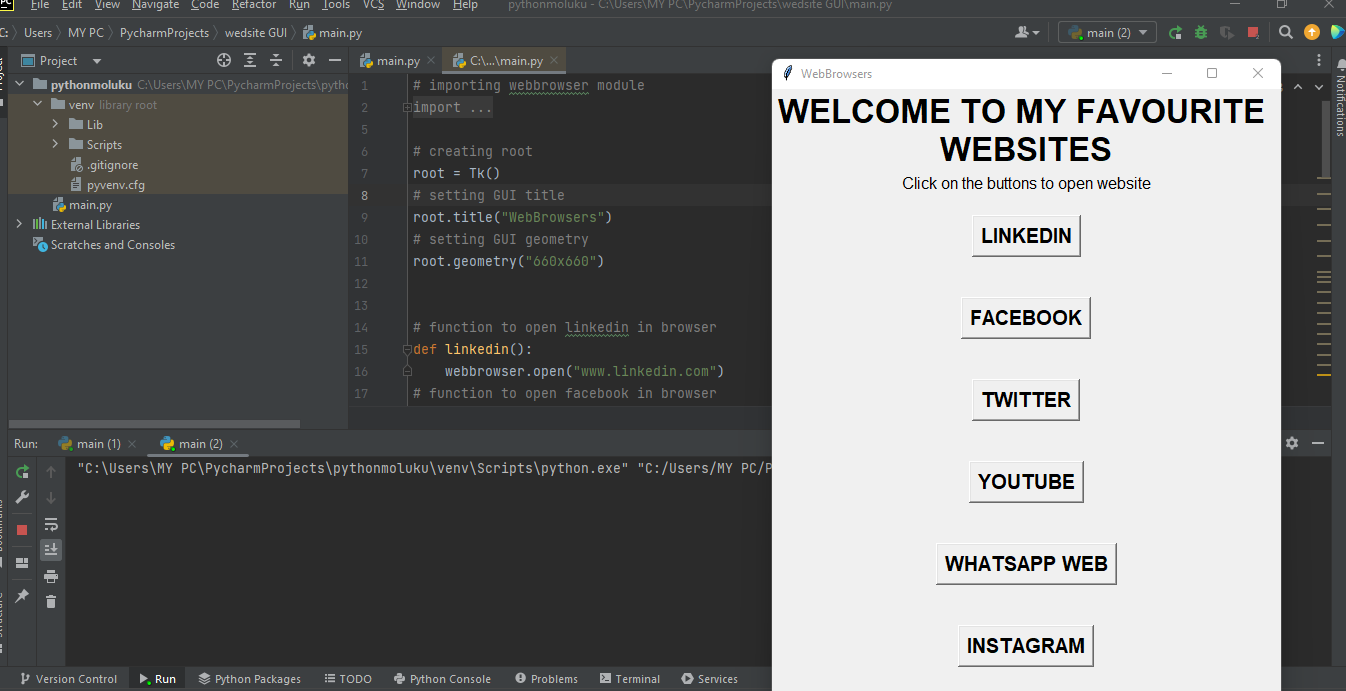 PC File Edit View Navigate Code Refactor Run Tools VCS Window Help pythonmoluku - C:\Users\MY PC\PycharmProjects\wedsite GUI\main.py
C: Users MY PC PycharmProjects wedsite GUI main.py main (2)
Project main.py C:\...\main.py
pythonmoluku C:\Users\MY PC\PycharmProjects\pytho
venv library root
Lib
Scripts
.gitignore
pyvenv.cfg
main.py
External Libraries
Scratches and Consoles
1 # importing webbrowser module
2 import ...
5
6 # creating root
7 root = Tk()
8 # setting GUI title
9 root.title("WebBrowsers")
10 # setting GUI geometry
11 root.geometry("660x660")
12
13
14 # function to open linkedin in browser
15 def linkedin():
16 webbrowser.open("www.linkedin.com")
17 # function to open facebook in browser
WebBrowsers
WELCOME TO MY FAVOURITE
WEBSITES
Click on the buttons to open website
LINKEDIN
FACEBOOK
TWITTER
YOUTUBE
WHATSAPP WEB
INSTAGRAM
Notifications
Run: main (1) main (2)
"C:\Users\MY PC\PycharmProjects\pythonmoluku\venv\Scripts\python.exe" "C:/Users/MY PC/P
Version Control Run Python Packages TODO Python Console Problems Terminal Services